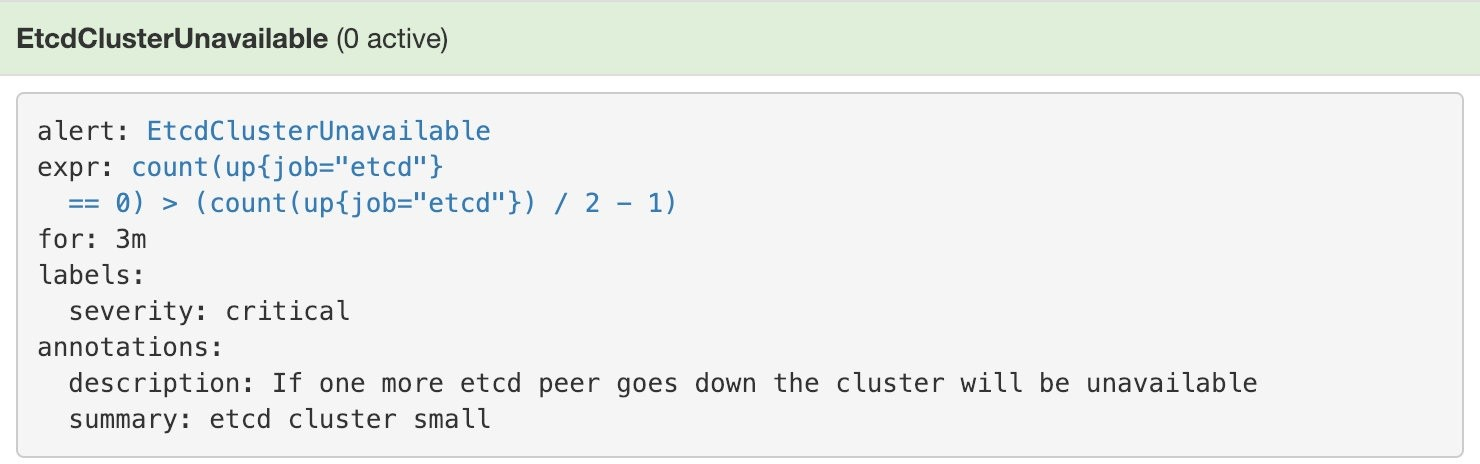 EtcdClusterUnavailable (0 active)
alert: EtcdClusterUnavailable
expr: count(up{job="etcd"}
  == 0) > (count(up{job="etcd"}) / 2 - 1)
for: 3m
labels:
  severity: critical
annotations:
  description: If one more etcd peer goes down the cluster will be unavailable
  summary: etcd cluster small